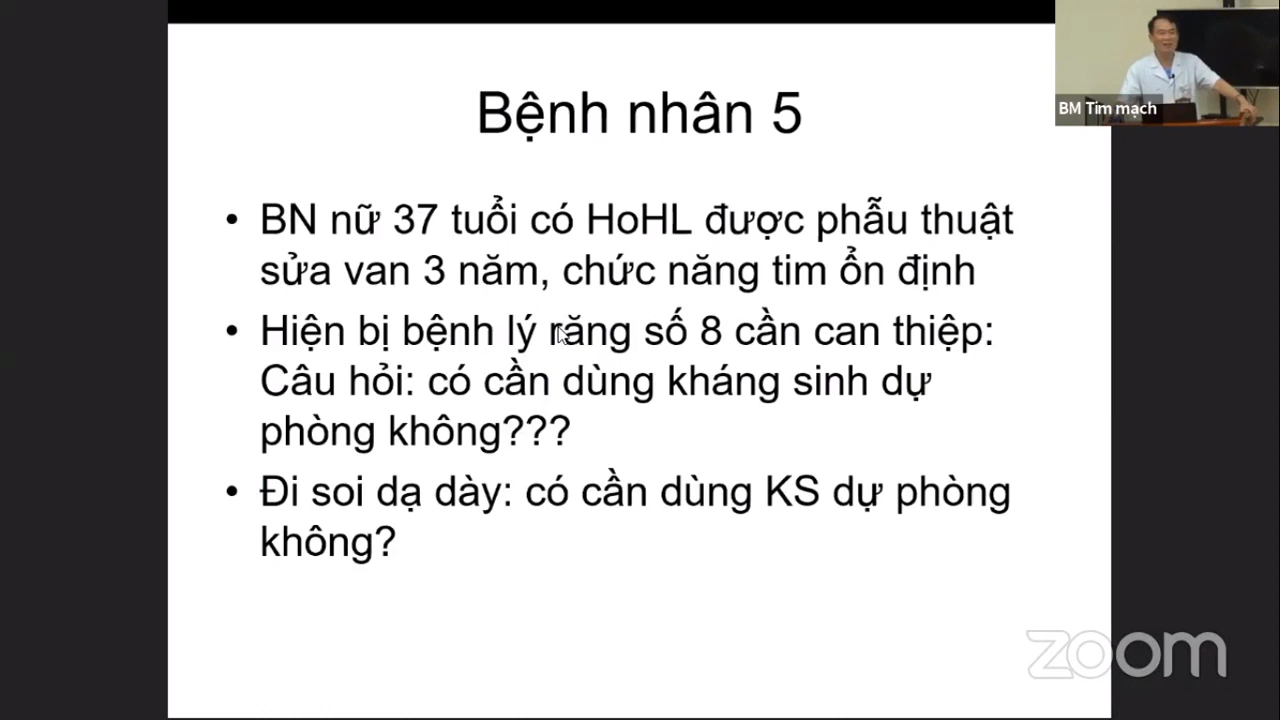 BM Tim mạch
Bệnh nhân 5
• BN nữ 37 tuổi có HoHL được phẫu thuật
sửa van 3 năm, chức năng tim ổn định
• Hiện bị bệnh lý răng số 8 cần can thiệp:
Câu hỏi: có cần dùng kháng sinh dự
phòng không???
• Đi soi dạ dày: có cần dùng KS dự phòng
không?
zoom